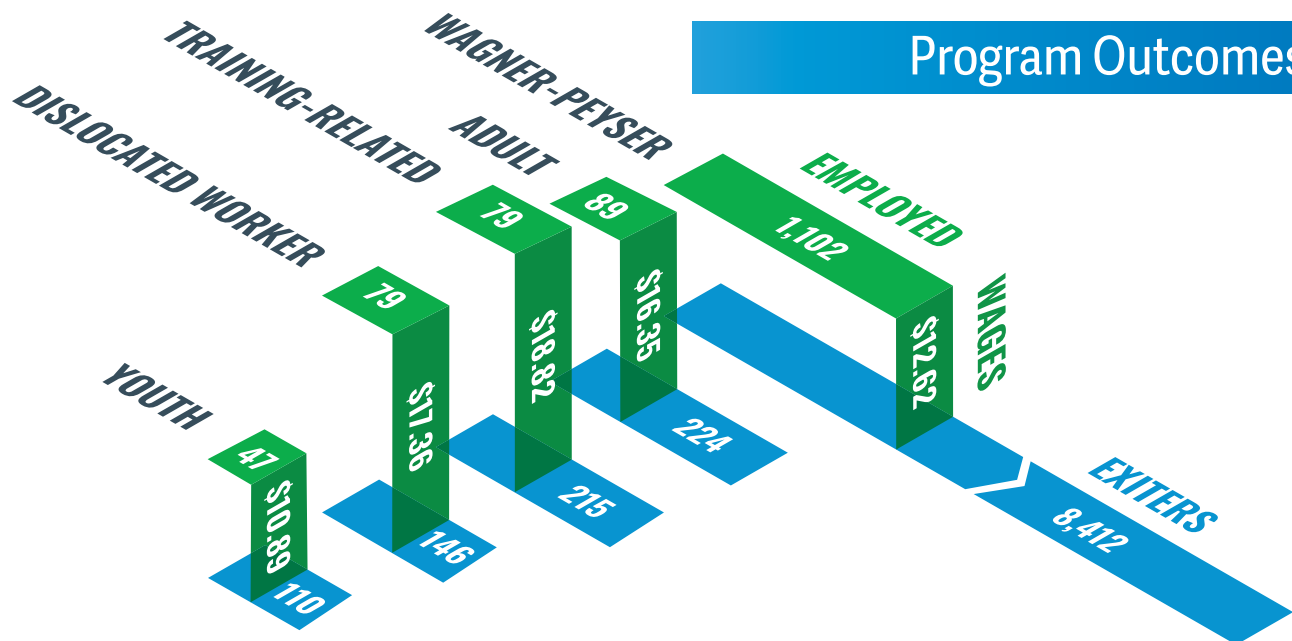 Program Outcomes
WAGNER-PEYSER
TRAINING-RELATED
ADULT
DISLOCATED WORKER
YOUTH
EMPLOYED
WAGES
EXITERS
1,102
$12.62
8,412
89
$16.35
224
79
$18.82
215
79
$17.36
146
47
$10.89
110